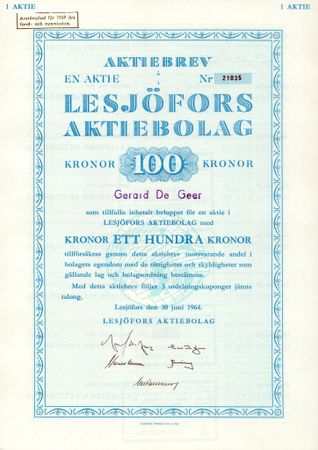 1 AKTIE
1 AKTIE
Avstämplad för 1969 års
fond- och nyemission.
AKTIEBREV
EN AKTIE i Nr 21035
LESJÖFORS
AKTIEBOLAG
KRONOR 100 KRONOR
Gerard De Geer
som tillfullo inbetalt beloppet för en aktie i
LESJÖFORS AKTIEBOLAG med
KRONOR ETT HUNDRA KRONOR
tillförsäkras genom detta aktiebrev motsvarande andel i
bolagets egendom med de rättigheter och skyldigheter som
gällande lag och bolagsordning bestämma.
Med detta aktiebrev följer 3 utdelningskuponger jämte
talong.
Lesjöfors den 30 juni 1964.
LESJÖFORS AKTIEBOLAG